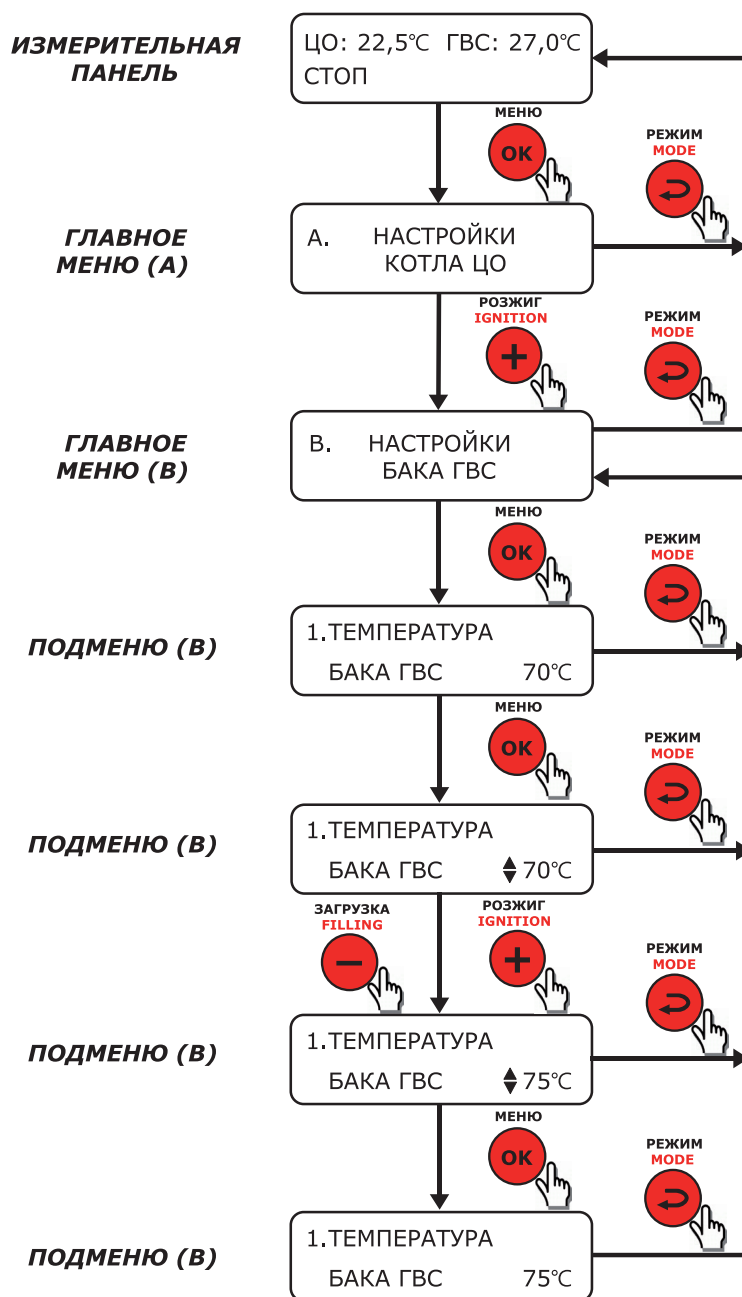 ИЗМЕРИТЕЛЬНАЯ
ПАНЕЛЬ
ЦО: 22,5℃ ГВС: 27,0℃
СТОП
МЕНЮ
OK
РЕЖИМ
MODE
ГЛАВНОЕ
МЕНЮ (А)
А. НАСТРОЙКИ
КОТЛА ЦО
РОЗЖИГ
IGNITION
+
РЕЖИМ
MODE
ГЛАВНОЕ
МЕНЮ (В)
В. НАСТРОЙКИ
БАКА ГВС
МЕНЮ
OK
РЕЖИМ
MODE
ПОДМЕНЮ (В)
1.ТЕМПЕРАТУРА
БАКА ГВС 70℃
МЕНЮ
OK
РЕЖИМ
MODE
ПОДМЕНЮ (В)
1.ТЕМПЕРАТУРА
БАКА ГВС 70℃
ЗАГРУЗКА
FILLING
−
РОЗЖИГ
IGNITION
+
РЕЖИМ
MODE
ПОДМЕНЮ (В)
1.ТЕМПЕРАТУРА
БАКА ГВС 75℃
МЕНЮ
OK
РЕЖИМ
MODE
ПОДМЕНЮ (В)
1.ТЕМПЕРАТУРА
БАКА ГВС 75℃